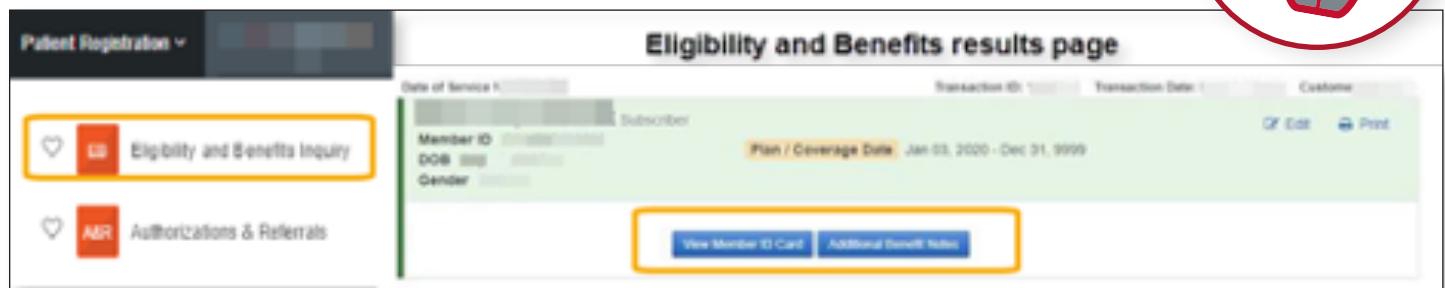 Patient Registration
Eligibility and Benefits results page
Date of Service
Transaction ID:
Transaction Date:
Custome
Subscriber
Edit
Print
EB
Eligibility and Benefits Inquiry
Member ID
Plan / Coverage Date Jan 03, 2020 - Dec 31, 9999
DOB
Gender
A&R
Authorizations & Referrals
View Member ID Card
Additional Benefit Notes